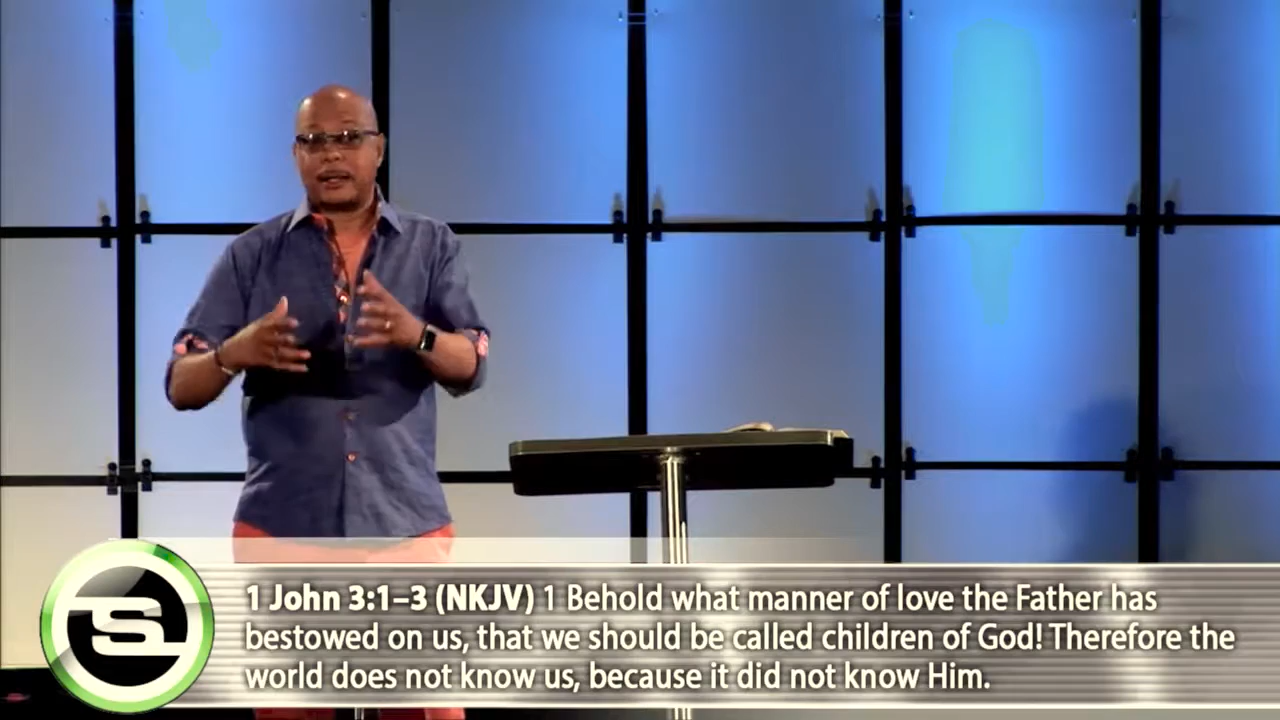 1 John 3:1–3 (NKJV) 1 Behold what manner of love the Father has
bestowed on us, that we should be called children of God! Therefore the
world does not know us, because it did not know Him.
S